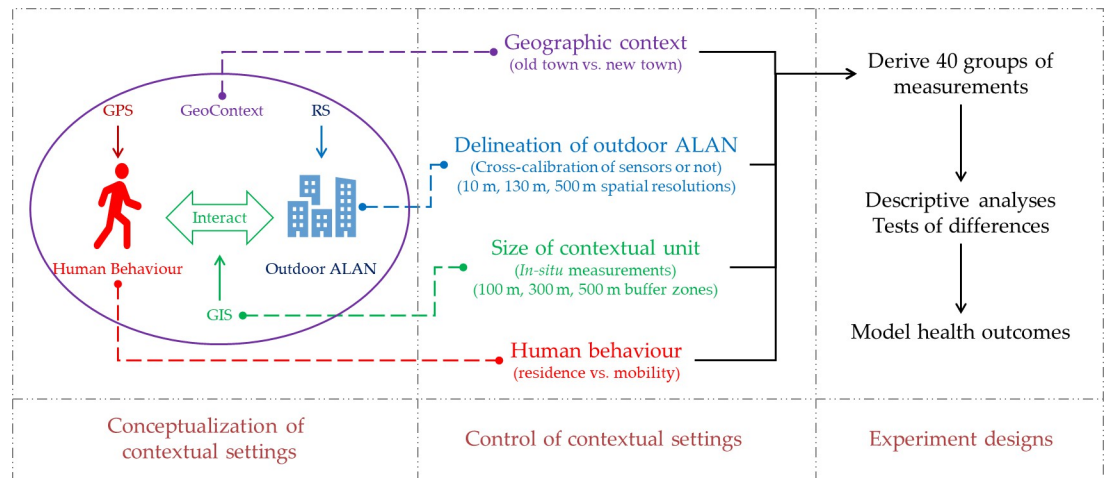 GPS
GeoContext
RS
Interact
Human Behaviour
Outdoor ALAN
GIS
Geographic context
(old town vs. new town)
Delineation of outdoor ALAN
(Cross-calibration of sensors or not)
(10 m, 130 m, 500 m spatial resolutions)
Size of contextual unit
(In-situ measurements)
(100 m, 300 m, 500 m buffer zones)
Human behaviour
(residence vs. mobility)
Derive 40 groups of
measurements
Descriptive analyses
Tests of differences
Model health outcomes
Conceptualization of
contextual settings
Control of contextual settings
Experiment designs